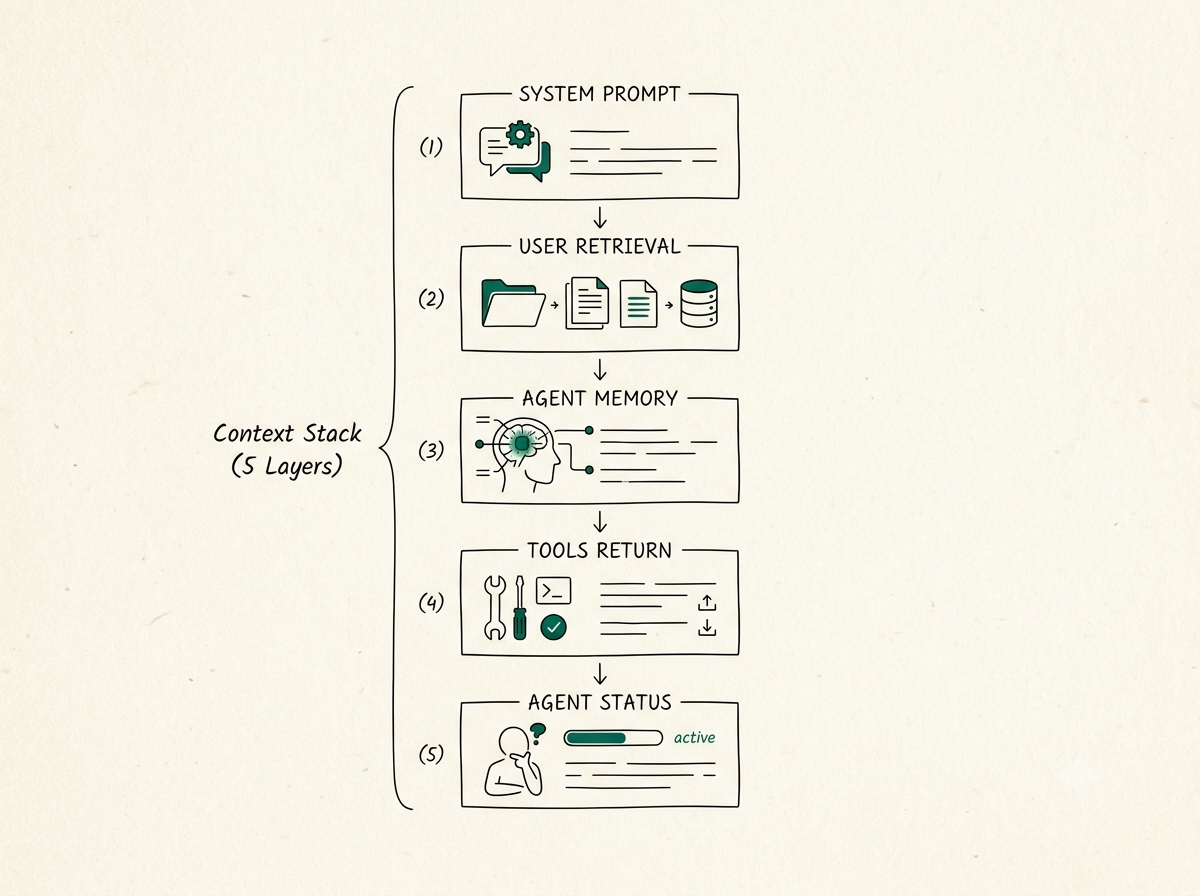 SYSTEM PROMPT
(1)
USER RETRIEVAL
(2)
AGENT MEMORY
Context Stack
(5 Layers)
(3)
TOOLS RETURN
(4)
AGENT STATUS
active
(5)